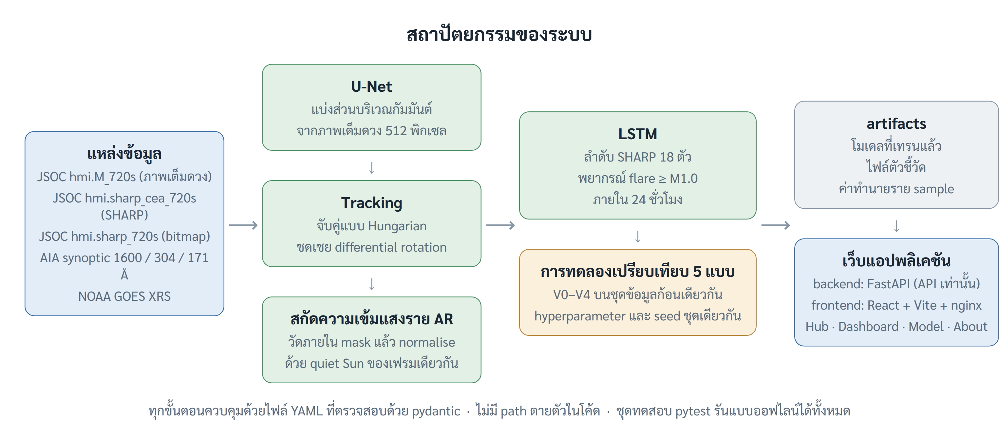 สถาปัตยกรรมของระบบ
แหล่งข้อมูล
JSOC hmi.M_720s (ภาพเต็มดวง)
JSOC hmi.sharp_cea_720s
(SHARP)
JSOC hmi.sharp_720s (bitmap)
AIA synoptic 1600 / 304 / 171
Å
NOAA GOES XRS
→
U-Net
แบ่งส่วนบริเวณกัมมันต์
จากภาพเต็มดวง 512 พิกเซล
↓
Tracking
จับคู่แบบ Hungarian
ชดเชย differential rotation
↓
สกัดความเข้มแสงราย AR
วัดภายใน mask แล้ว normalise
ด้วย quiet Sun ของเฟรมเดียวกัน
→
LSTM
ลำดับ SHARP 18 ตัว
พยากรณ์ flare ≥ M1.0
ภายใน 24 ชั่วโมง
↓
การทดลองเปรียบเทียบ 5 แบบ
V0–V4 บนชุดข้อมูลก้อนเดียวกัน
hyperparameter และ seed ชุดเดียวกัน
→
artifacts
โมเดลที่เทรนแล้ว
ไฟล์ตัวชี้วัด
ค่าทำนายราย sample
↓
เว็บแอปพลิเคชัน
backend: FastAPI (API เท่านั้น)
frontend: React + Vite + nginx
Hub · Dashboard · Model · About
ทุกขั้นตอนควบคุมด้วยไฟล์ YAML ที่ตรวจสอบด้วย pydantic · ไม่มี path ตายตัวในโค้ด · ชุดทดสอบ pytest รันแบบออฟไลน์ได้ทั้งหมด